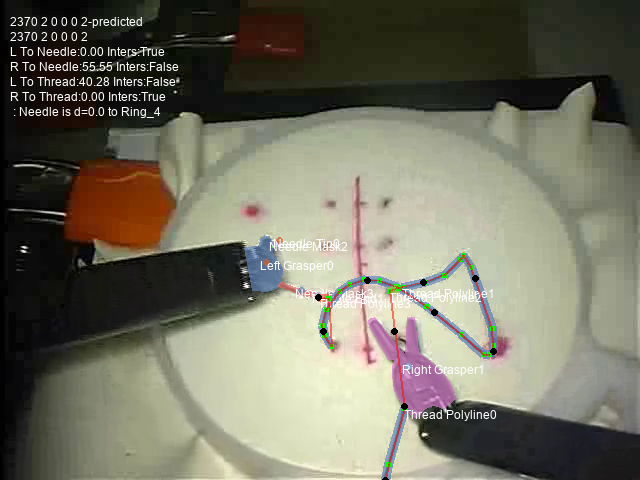 2370 2 0 0 0 2-predicted
2370 2 0 0 0 2
L To Needle:0.00 Inters:True
R To Needle:55.55 Inters:False
L To Thread:40.28 Inters:False
R To Thread:0.00 Inters:True
: Needle is d=0.0 to Ring_4
Needle Mask2
Left Grasper0
Thread Polyline1
Right Grasper1
Thread Polyline0